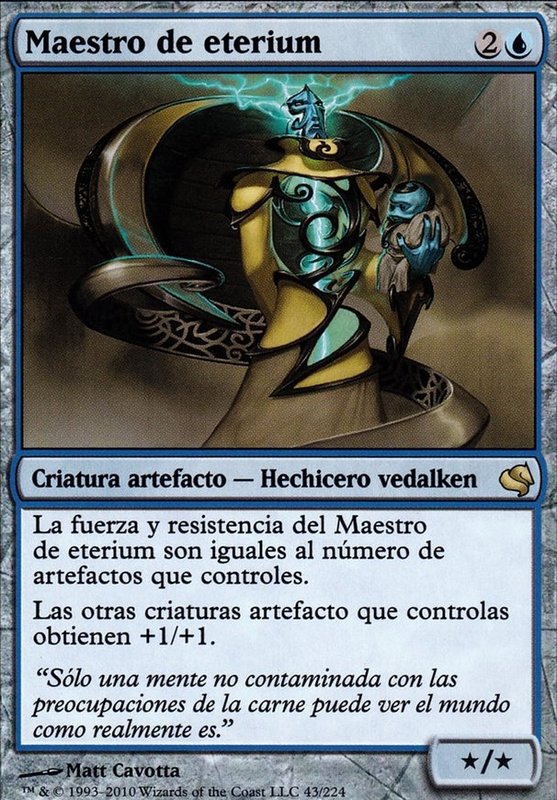 Maestro de eterium 2
Criatura artefacto — Hechicero vedalken
La fuerza y resistencia del Maestro
de eterium son iguales al número de
artefactos que controles.
Las otras criaturas artefacto que controlas
obtienen +1/+1.
“Sólo una mente no contaminada con las
preocupaciones de la carne puede ver el mundo
como realmente es.”
★/★
Matt Cavotta
™ & © 1993-2010 Wizards of the Coast LLC 43/224